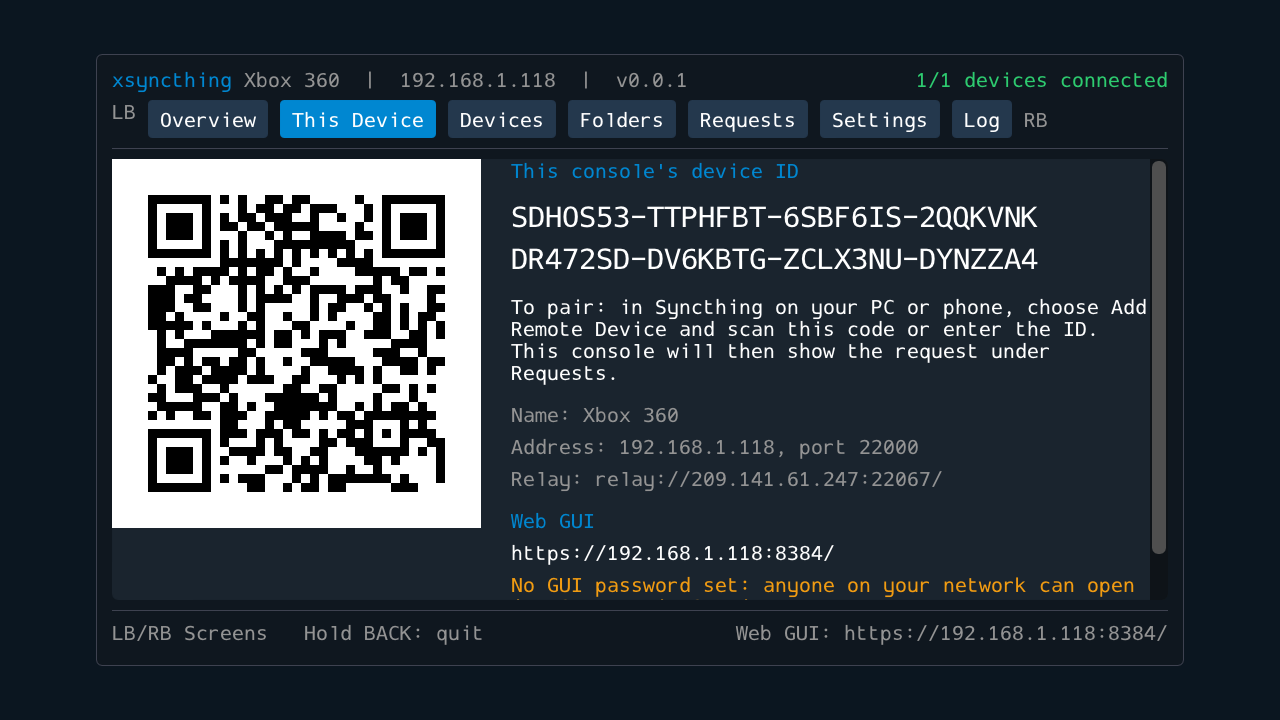 xsyncthing Xbox 360 | 192.168.1.118 | v0.0.1 1/1 devices connected
LB Overview This Device Devices Folders Requests Settings Log RB
This console's device ID
SDHOS53-TTPHFBT-6SBF6IS-2QQKVNK
DR472SD-DV6KBTG-ZCLX3NU-DYNZZA4
To pair: in Syncthing on your PC or phone, choose Add
Remote Device and scan this code or enter the ID.
This console will then show the request under
Requests.
Name: Xbox 360
Address: 192.168.1.118, port 22000
Relay: relay://209.141.61.247:22067/
Web GUI
https://192.168.1.118:8384/
No GUI password set: anyone on your network can open
LB/RB Screens Hold BACK: quit Web GUI: https://192.168.1.118:8384/